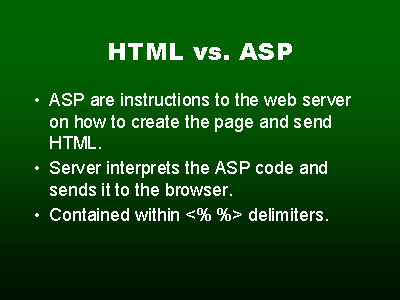 HTML vs. ASP
• ASP are instructions to the web server
on how to create the page and send
HTML.
• Server interprets the ASP code and
sends it to the browser.
• Contained within <% %> delimiters.